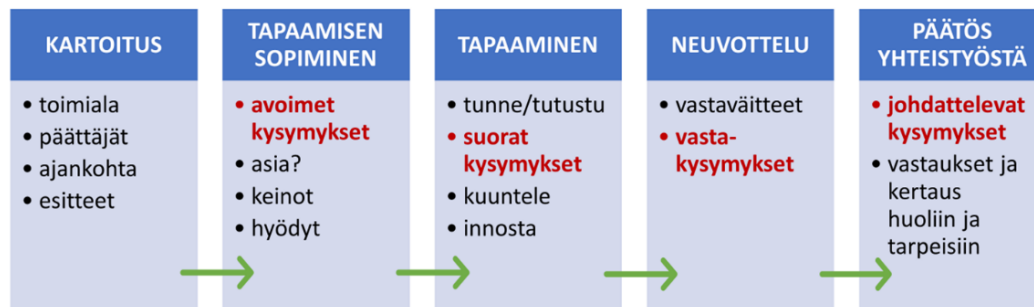 KARTOITUS
• toimiala
• päättäjät
• ajankohta
• esitteet
TAPAAMISEN
SOPIMINEN
• avoimet
kysymykset
• asia?
• keinot
• hyödyt
TAPAAMINEN
• tunne/tutustu
• suorat
kysymykset
• kuuntele
• innosta
NEUVOTTELU
• vastaväitteet
• vasta-
kysymykset
PÄÄTÖS
YHTEISTYÖSTÄ
• johdattelevat
kysymykset
• vastaukset ja
kertaus
huoliin ja
tarpeisiin